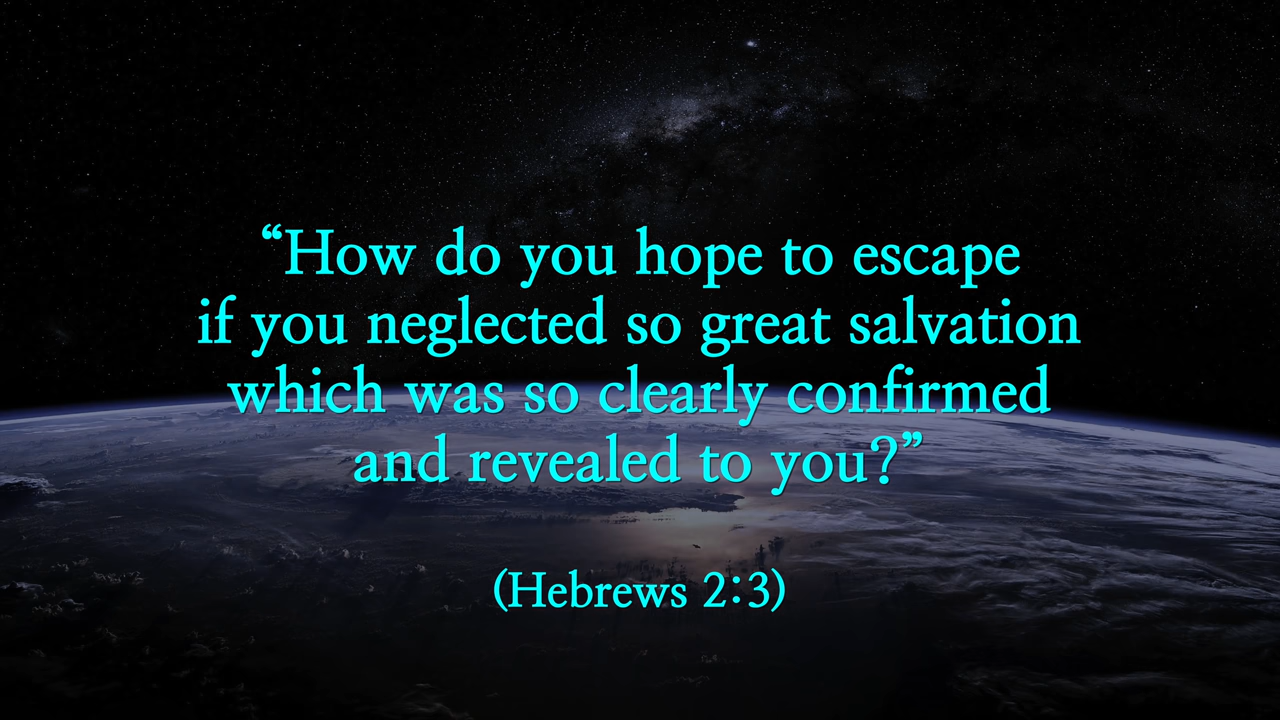 “How do you hope to escape
if you neglected so great salvation
which was so clearly confirmed
and revealed to you?”
(Hebrews 2:3)